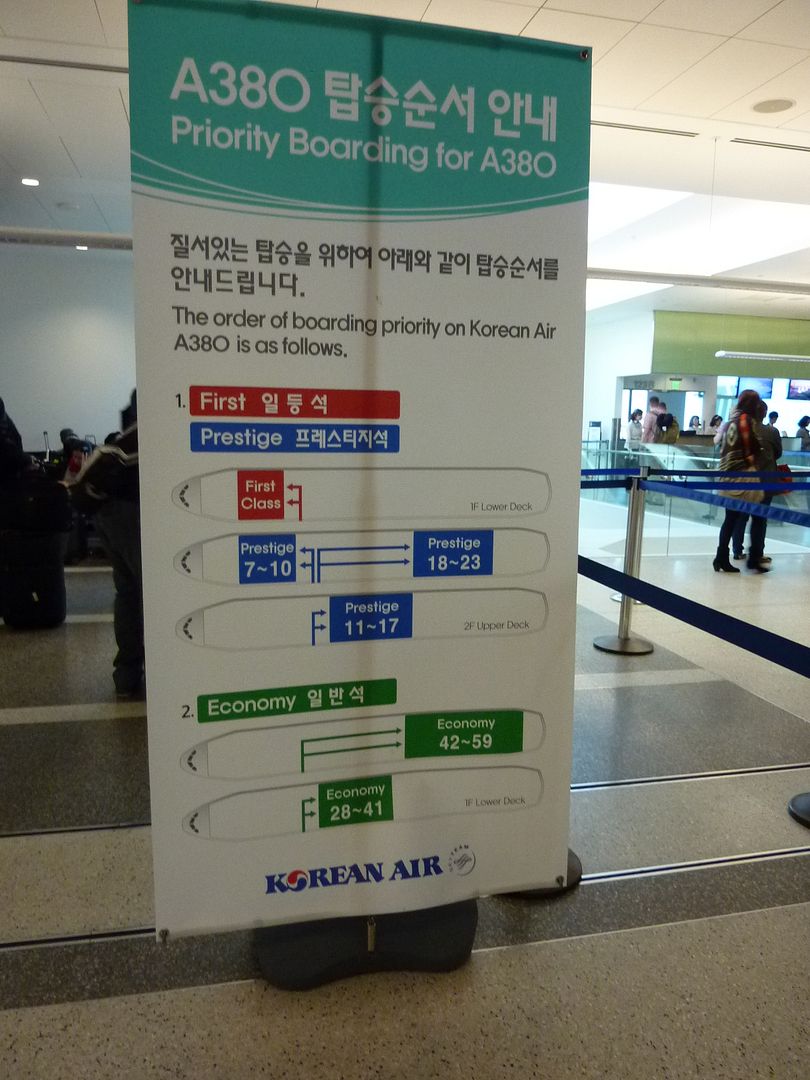 A380 탑승순서 안내
Priority Boarding for A380
질서있는 탑승을 위하여 아래와 같이 탑승순서를
안내드립니다.
The order of boarding priority on Korean Air
A380 is as follows.
1. First 일등석
Prestige 프레스티지석
First
Class
1F Lower Deck
Prestige
7~10
Prestige
18~23
Prestige
11~17
2F Upper Deck
2. Economy 일반석
Economy
42~59
Economy
28~41
1F Lower Deck
KOREAN AIR
SKYTEAM